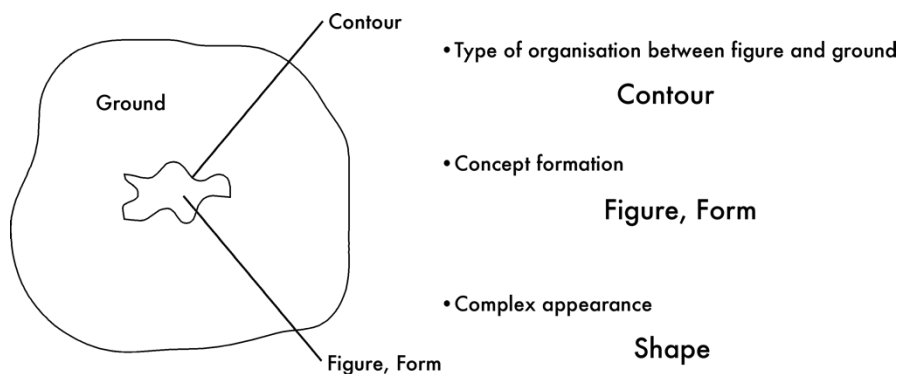 Contour
Ground
Figure, Form
•Type of organisation between figure and ground
Contour
•Concept formation
Figure, Form
•Complex appearance
Shape